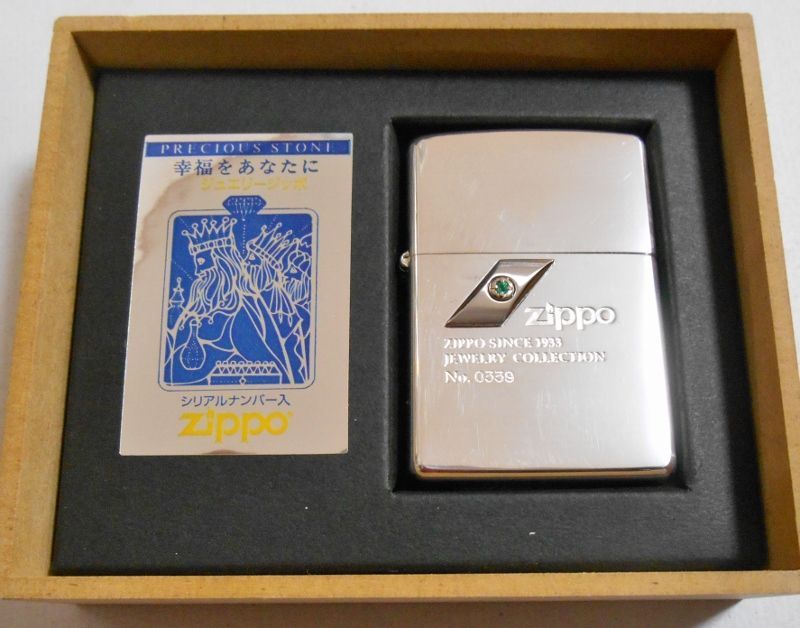 PRECIOUS STONE
幸福をあなたに
ジュエリージッポ
シリアルナンバー入
Zippo
Zippo
ZIPPO SINCE 1933
JEWELRY COLLECTION
No. 0339